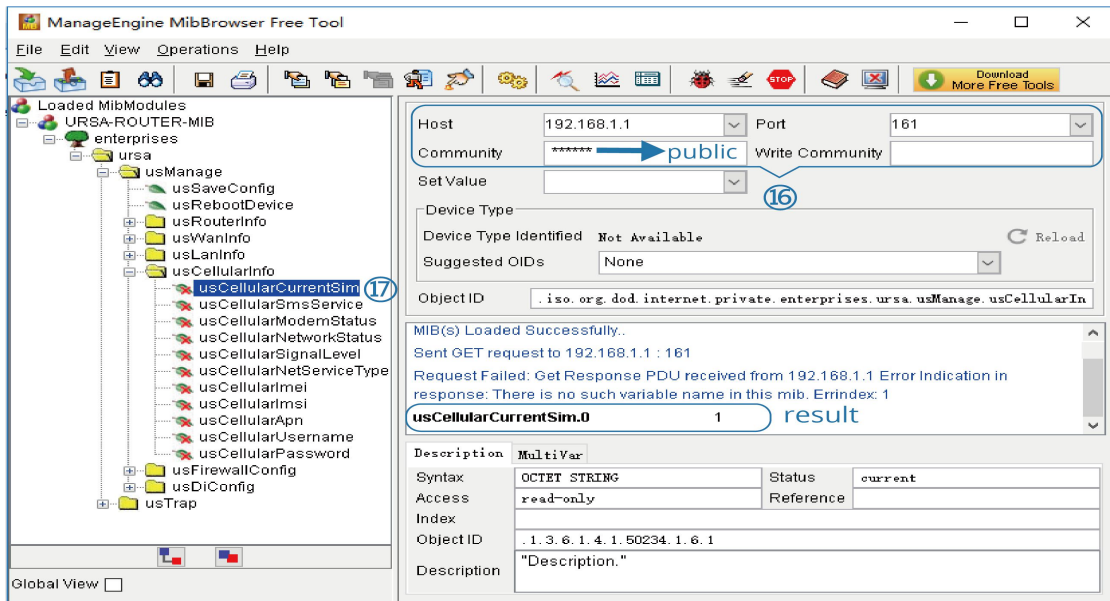 ManageEngine MibBrowser Free Tool
File Edit View Operations Help
STOP
Download
More Free Tools
Loaded MibModules
URSA-ROUTER-MIB
enterprises
ursa
usManage
usSaveConfig
usRebootDevice
usRouterInfo
usWanInfo
usLanInfo
usCellularInfo
usCellularCurrentSim ⑰
usCellularSmsService
usCellularModemStatus
usCellularNetworkStatus
usCellularSignalLevel
usCellularNetServiceType
usCellularImei
usCellularImsi
usCellularApn
usCellularUsername
usCellularPassword
usFirewallConfig
usDiConfig
usTrap
Global View
Host 192.168.1.1 Port 161
Community ****** public Write Community
⑯
Set Value
Device Type
Device Type Identified Not Available Reload
Suggested OIDs None
Object ID .iso.org.dod.internet.private.enterprises.ursa.usManage.usCellularIn
MIB(s) Loaded Successfully..
Sent GET request to 192.168.1.1 : 161
Request Failed: Get Response PDU received from 192.168.1.1 Error Indication in
response: There is no such variable name in this mib. Errindex: 1
usCellularCurrentSim.0 1 result
Description MultiVar
Syntax OCTET STRING Status current
Access read-only Reference
Index
Object ID .1.3.6.1.4.1.50234.1.6.1
Description "Description."